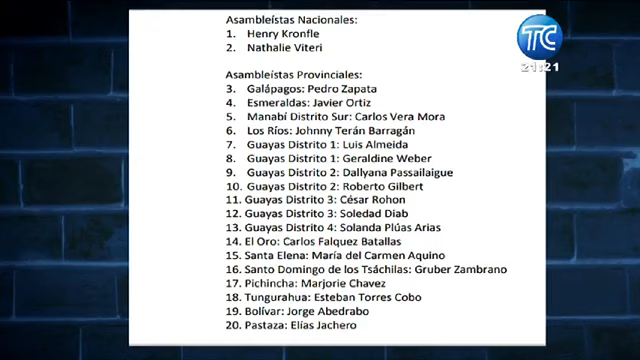 Asambleístas Nacionales:
1. Henry Kronfle
2. Nathalie Viteri
Asambleístas Provinciales:
3. Galápagos: Pedro Zapata
4. Esmeraldas: Javier Ortiz
5. Manabí Distrito Sur: Carlos Vera Mora
6. Los Ríos: Johnny Terán Barragán
7. Guayas Distrito 1: Luis Almeida
8. Guayas Distrito 1: Geraldine Weber
9. Guayas Distrito 2: Dallyana Passailaigue
10. Guayas Distrito 2: Roberto Gilbert
11. Guayas Distrito 3: César Rohon
12. Guayas Distrito 3: Soledad Diab
13. Guayas Distrito 4: Solanda Plúas Arias
14. El Oro: Carlos Falquez Batallas
15. Santa Elena: María del Carmen Aquino
16. Santo Domingo de los Tsáchilas: Gruber Zambrano
17. Pichincha: Marjorie Chavez
18. Tungurahua: Esteban Torres Cobo
19. Bolívar: Jorge Abedrabo
20. Pastaza: Elías Jachero
TC
21:21